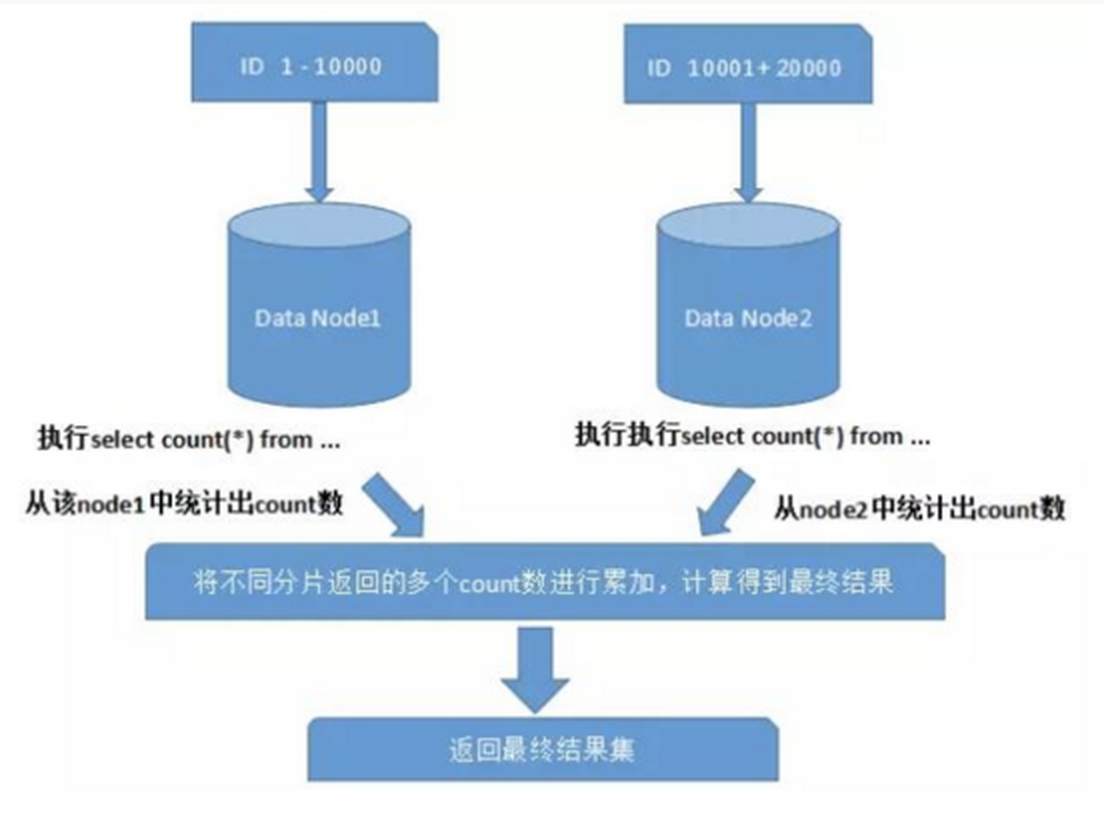 ID 1 - 10000
ID 10001+ 20000
Data Node1
Data Node2
执行select count(*) from ...
执行执行select count(*) from ...
从该node1中统计出count数
从node2中统计出count数
将不同分片返回的多个count数进行累加，计算得到最终结果
返回最终结果集